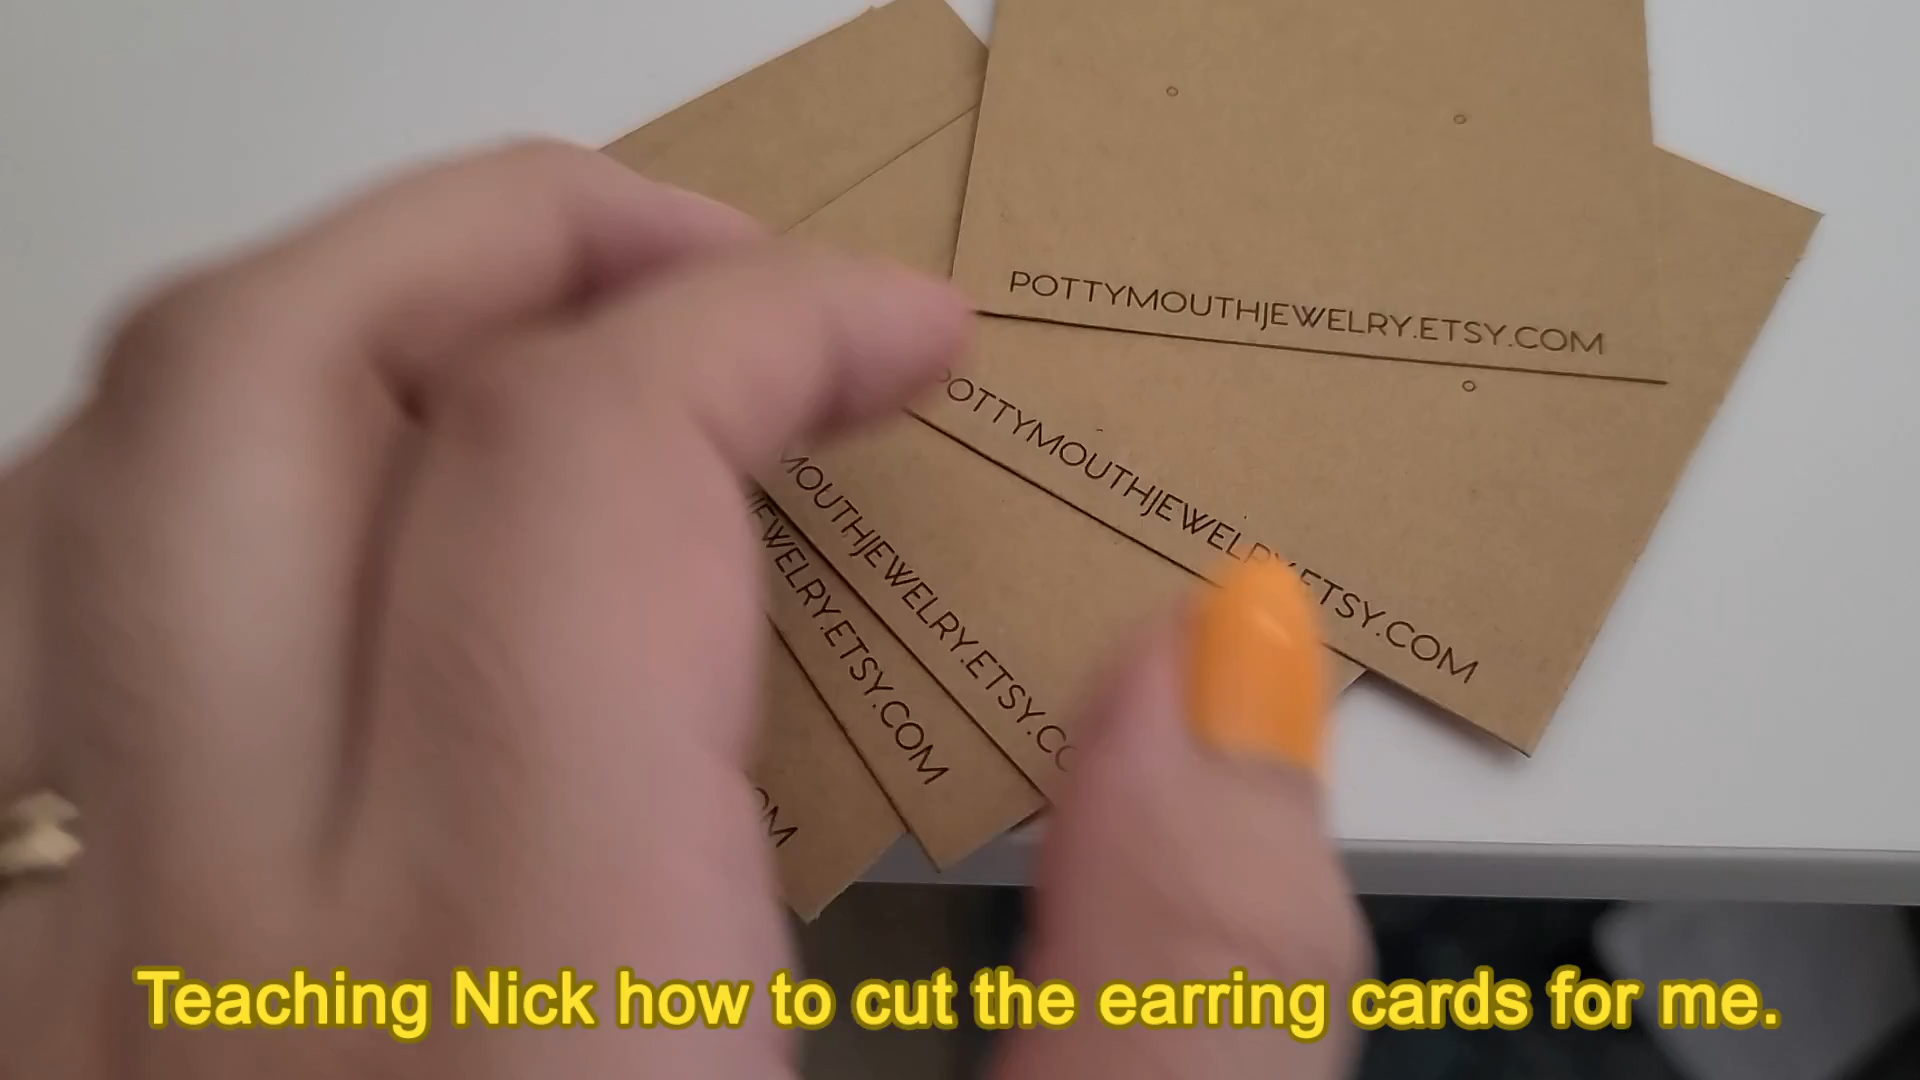 POTTYMOUTHJEWELRY.ETSY.COM
POTTYMOUTHJEWELRY.ETSY.COM
MOUTHJEWELRY.ETSY.CO
JEWELRY.ETSY.COM
OM
Teaching Nick how to cut the earring cards for me.